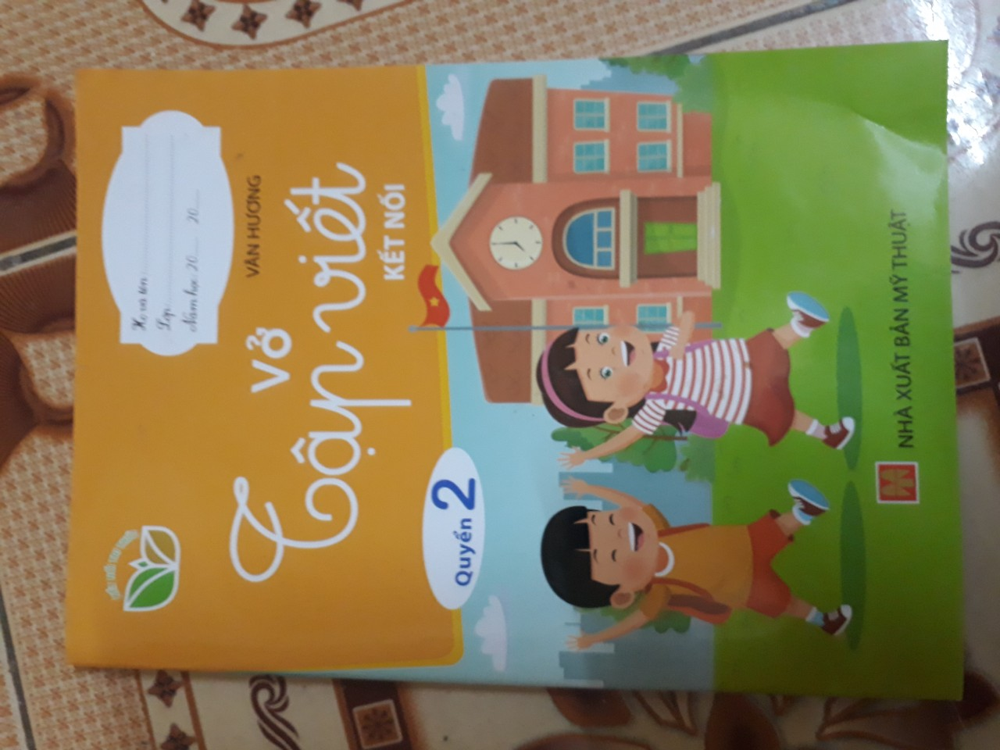 Họ và tên:
Lớp:
Năm học: 20 20
VÂN HƯƠNG
VỞ
Tập viết
KẾT NỐI
Quyển 2
NHÀ XUẤT BẢN MỸ THUẬT